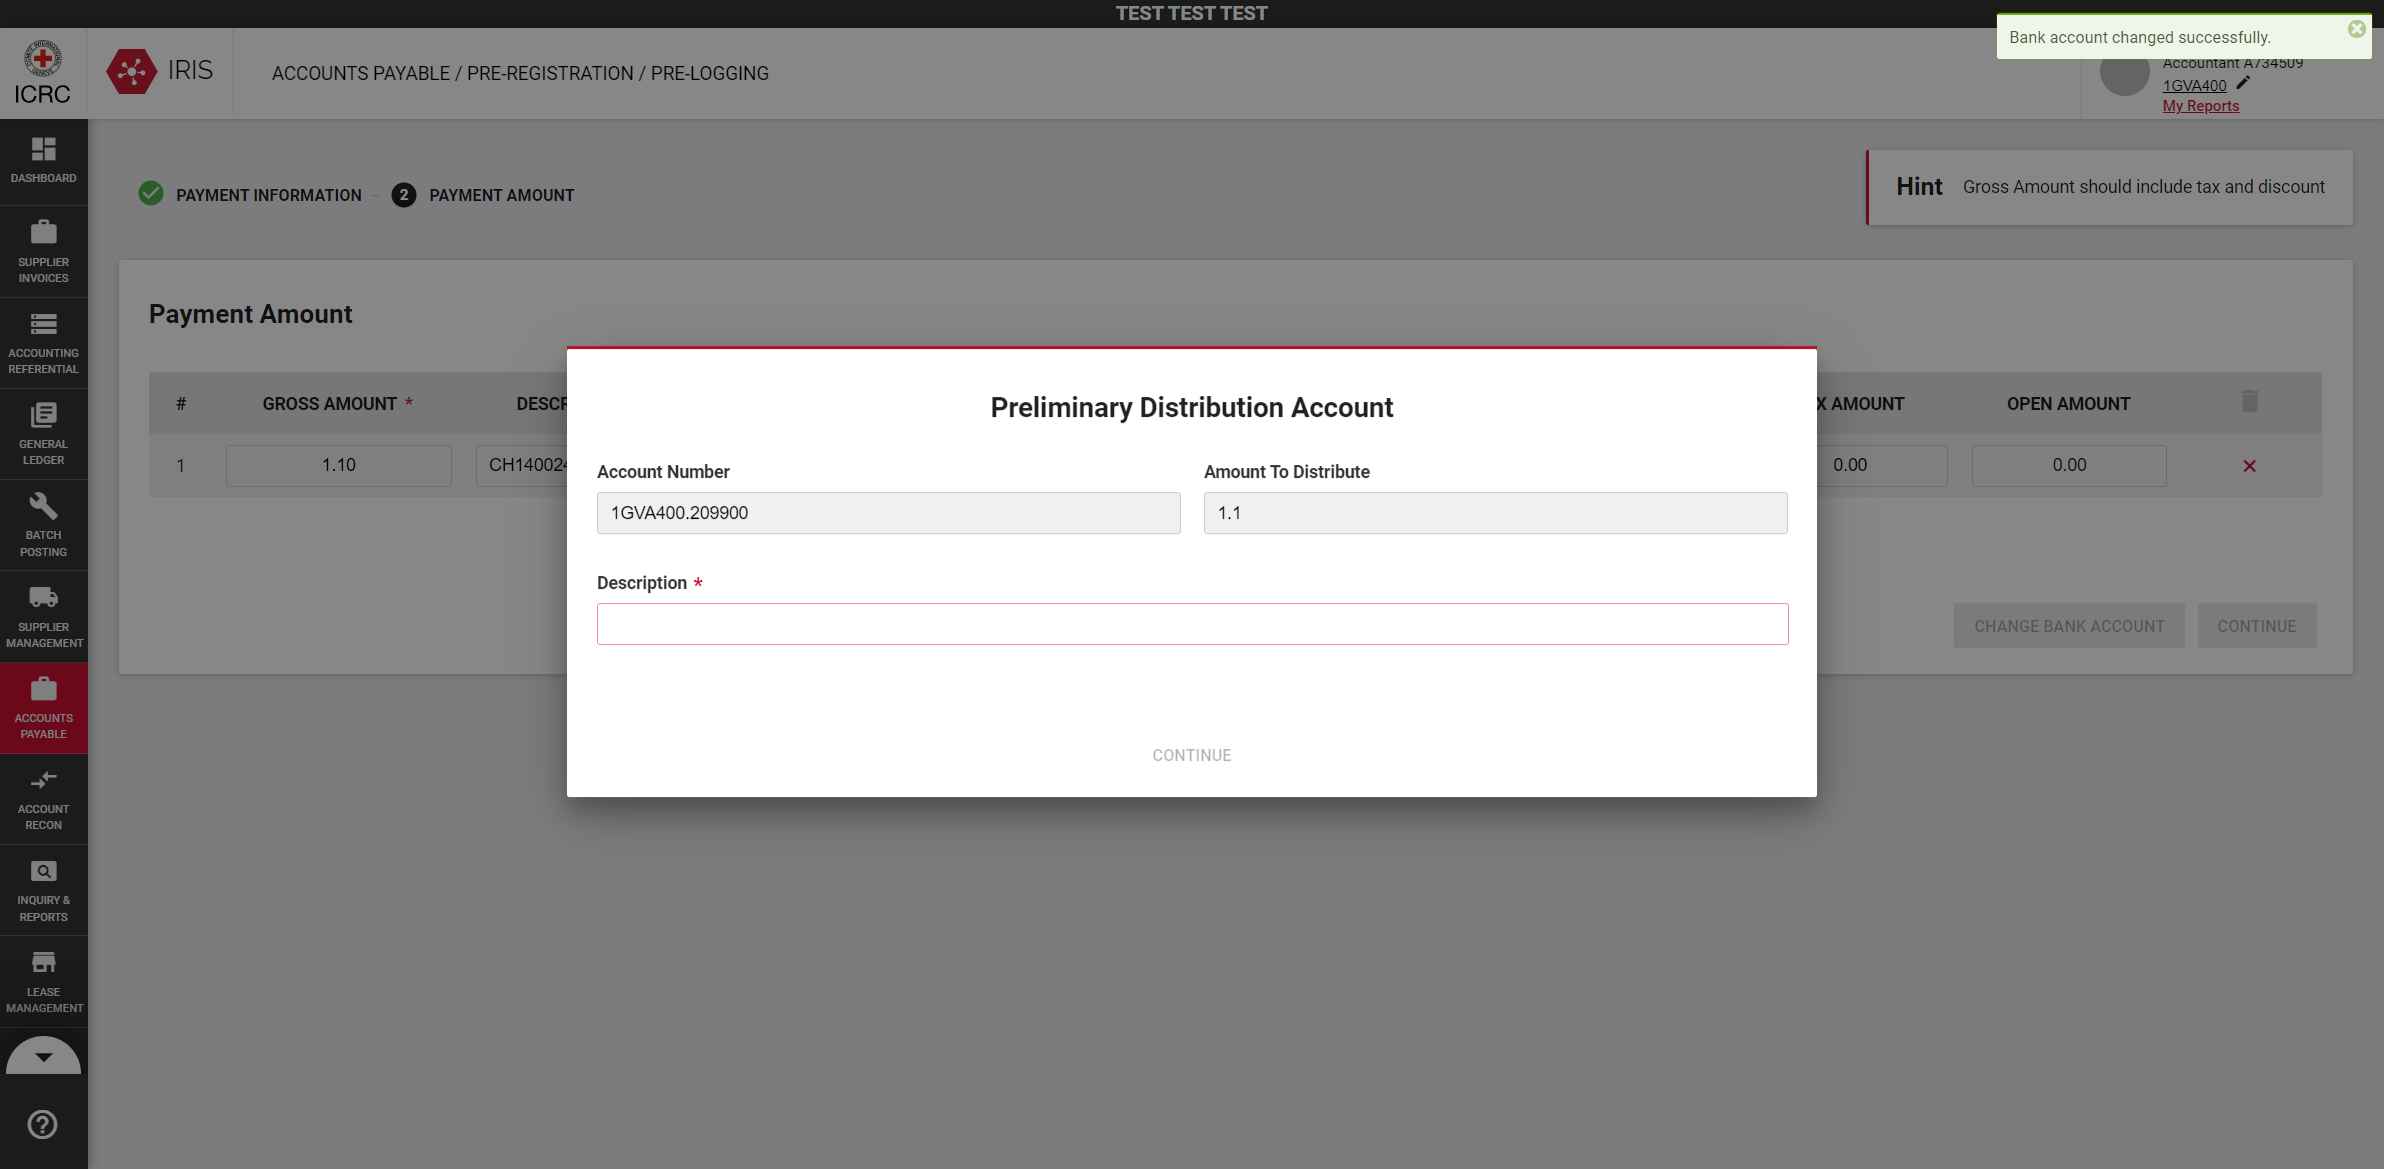 TEST TEST TEST
Bank account changed successfully.
ICRC
IRIS
ACCOUNTS PAYABLE / PRE-REGISTRATION / PRE-LOGGING
Accountant A734509
1GVA400
My Reports
DASHBOARD
SUPPLIER
INVOICES
ACCOUNTING
REFERENTIAL
GENERAL
LEDGER
BATCH
POSTING
SUPPLIER
MANAGEMENT
ACCOUNTS
PAYABLE
ACCOUNT
RECON
INQUIRY &
REPORTS
LEASE
MANAGEMENT
PAYMENT INFORMATION - 2 PAYMENT AMOUNT
Hint Gross Amount should include tax and discount
Payment Amount
# GROSS AMOUNT * DESCR X AMOUNT OPEN AMOUNT
1 1.10 CH140024 0.00 0.00
Preliminary Distribution Account
Account Number Amount To Distribute
1GVA400.209900 1.1
Description *
CONTINUE
CHANGE BANK ACCOUNT CONTINUE